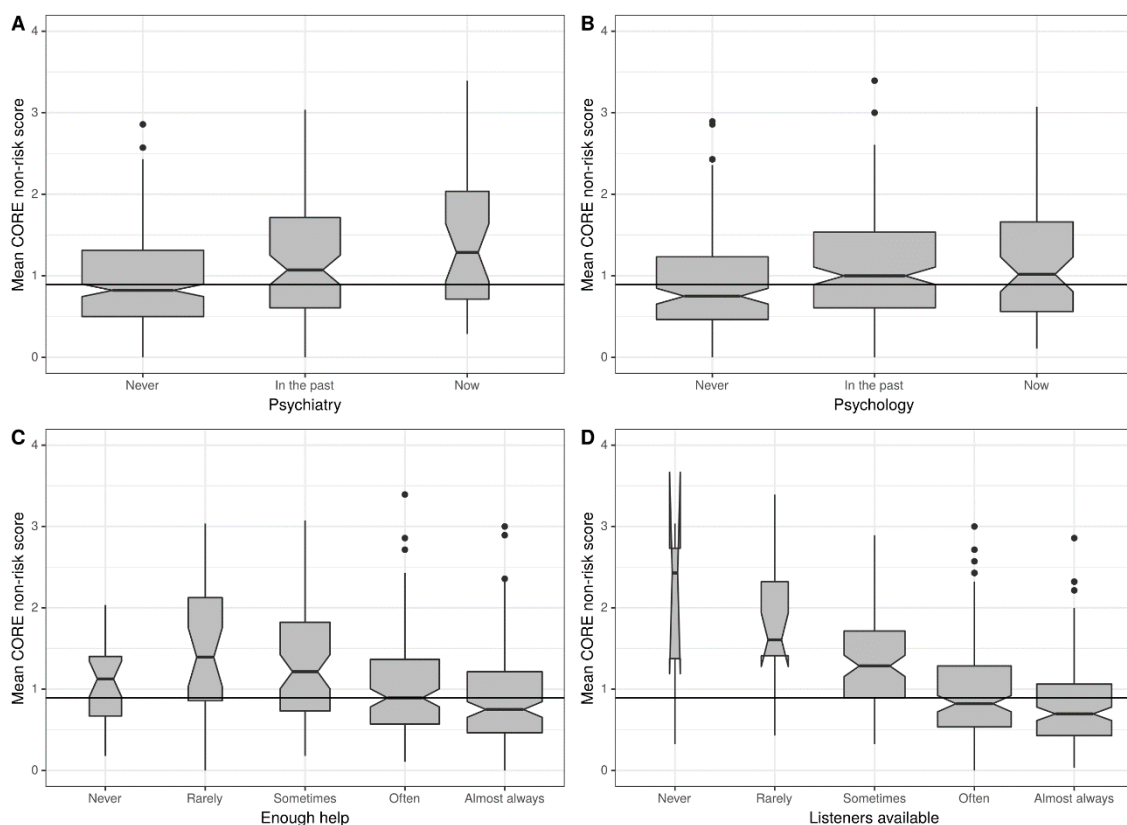 A
Mean CORE non-risk score
4
3
2
1
0
Never
In the past
Now
Psychiatry
B
Mean CORE non-risk score
4
3
2
1
0
Never
In the past
Now
Psychology
C
Mean CORE non-risk score
4
3
2
1
0
Never
Rarely
Sometimes
Often
Almost always
Enough help
D
Mean CORE non-risk score
4
3
2
1
0
Never
Rarely
Sometimes
Often
Almost always
Listeners available